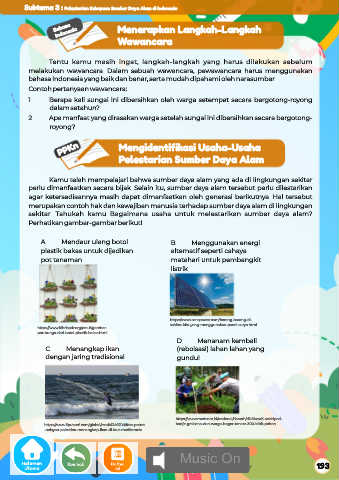 Subtema 3 : Pelestarian Kekayaan Sumber Daya Alam di Indonesia
Bahasa
Indonesia
Menerapkan Langkah-Langkah
Wawancara
Tentu kamu masih ingat, langkah-langkah yang harus dilakukan sebelum
melakukan wawancara. Dalam sebuah wawancara, pewawancara harus menggunakan
bahasa Indonesia yang baik dan benar, serta mudah dipahami oleh narasumber
Contoh pertanyaan wawancara:
1 Berapa kali sungai ini dibersihkan oleh warga setempat secara bergotong-royong
dalam setahun?
2 Apa manfaat yang dirasakan warga setelah sungai ini dibersihkan secara bergotong-
royong?
PPKn
Mengidentifikasi Usaha-Usaha
Pelestarian Sumber Daya Alam
Kamu telah mempelajari bahwa sumber daya alam yang ada di lingkungan sekitar
perlu dimanfaatkan secara bijak. Selain itu, sumber daya alam tersebut perlu dilestarikan
agar ketersediaannya masih dapat dimanfaatkan oleh generasi berikutnya. Hal tersebut
merupakan contoh hak dan kewajiban manusia terhadap sumber daya alam di lingkungan
sekitar. Tahukah kamu Bagaimana usaha untuk melestarikan sumber daya alam?
Perhatikan gambar-gambar berikut!
A Mendaur ulang botol
plastik bekas untuk dijadikan
pot tanaman
B Menggunakan energi
alternatif seperti cahaya
matahari untuk pembangkit
listrik
C Menangkap ikan
dengan jaring tradisional
D Menanam kembali
(reboisasi) lahan lahan yang
gundul
Halaman
Utama
Kembali
Music On
193